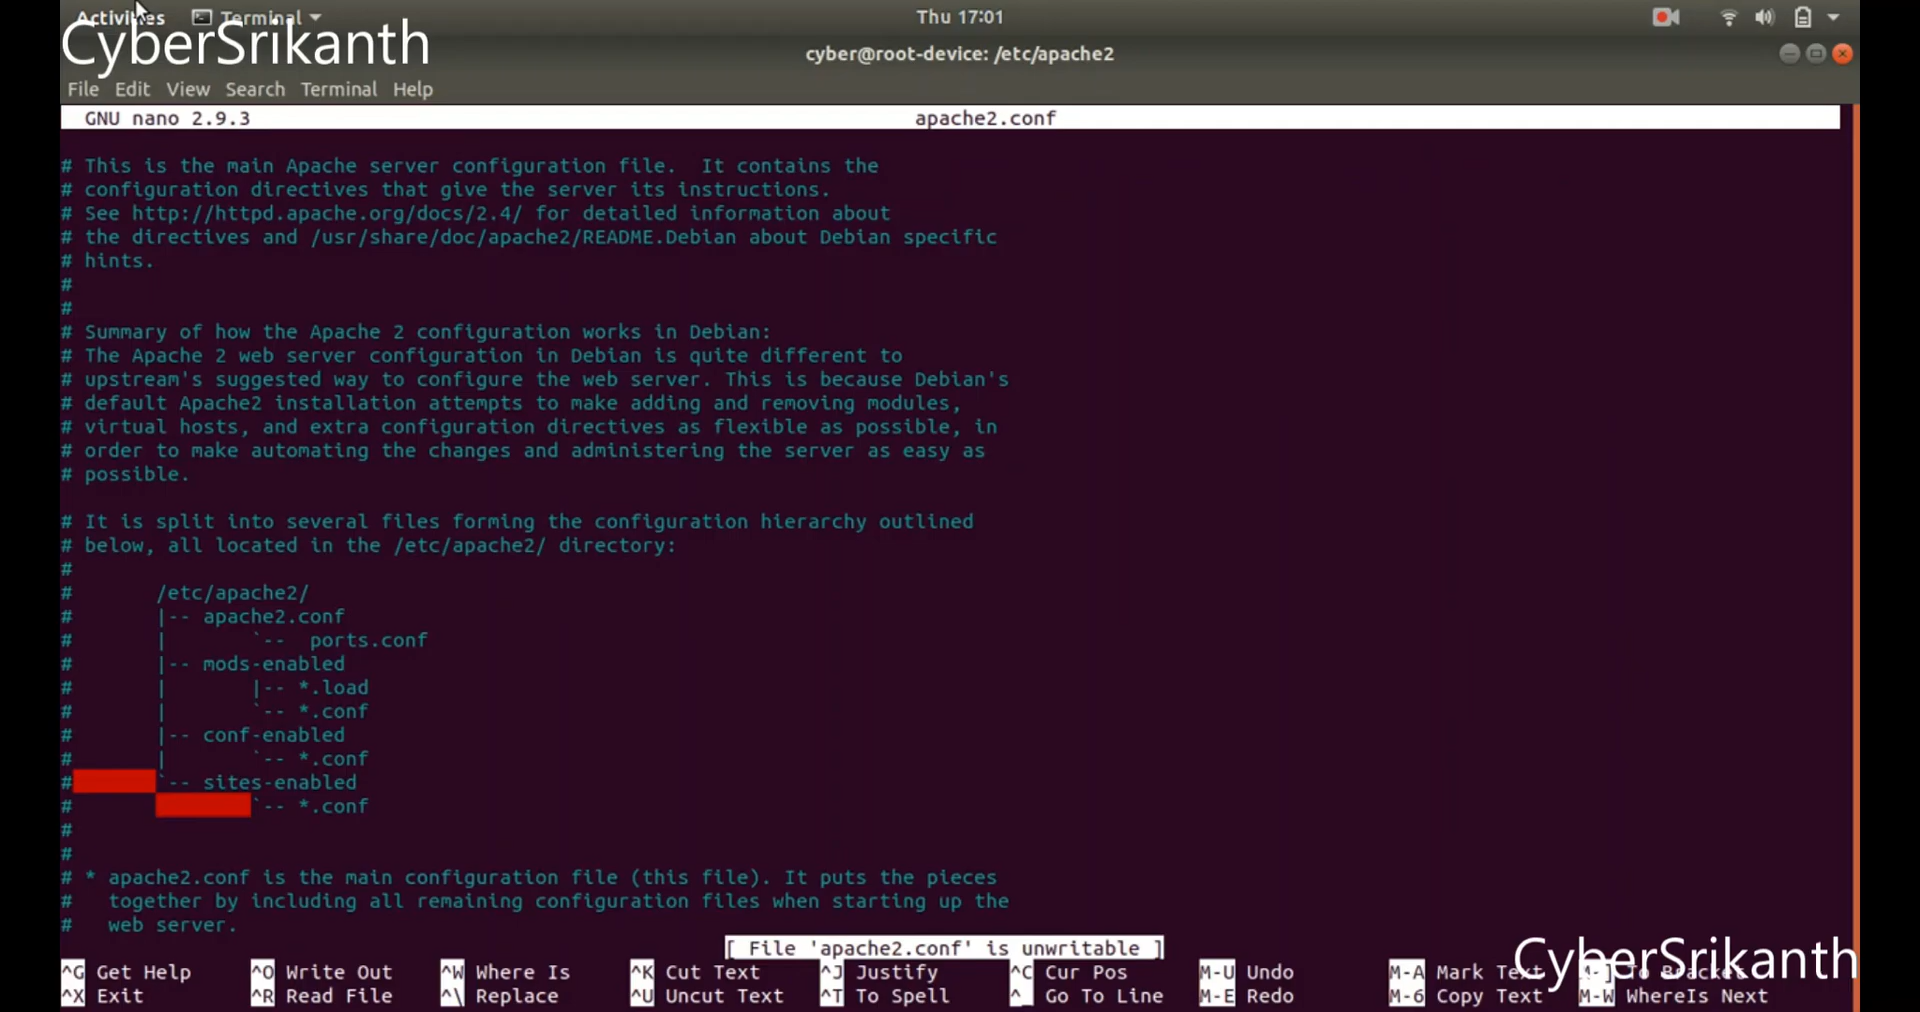 Activities Terminal Thu 17:01
CyberSrikanth
cyber@root-device: /etc/apache2
File Edit View Search Terminal Help
GNU nano 2.9.3 apache2.conf
# This is the main Apache server configuration file.  It contains the
# configuration directives that give the server its instructions.
# See http://httpd.apache.org/docs/2.4/ for detailed information about
# the directives and /usr/share/doc/apache2/README.Debian about Debian specific
# hints.
#
#
# Summary of how the Apache 2 configuration works in Debian:
# The Apache 2 web server configuration in Debian is quite different to
# upstream's suggested way to configure the web server. This is because Debian's
# default Apache2 installation attempts to make adding and removing modules,
# virtual hosts, and extra configuration directives as flexible as possible, in
# order to make automating the changes and administering the server as easy as
# possible.
# It is split into several files forming the configuration hierarchy outlined
# below, all located in the /etc/apache2/ directory:
#
#       /etc/apache2/
#       |-- apache2.conf
#       |       `--  ports.conf
#       |-- mods-enabled
#       |       |-- *.load
#       |       `-- *.conf
#       |-- conf-enabled
#       |       `-- *.conf
#       `-- sites-enabled
#               `-- *.conf
#
#
# * apache2.conf is the main configuration file (this file). It puts the pieces
#   together by including all remaining configuration files when starting up the
#   web server.
[ File 'apache2.conf' is unwritable ]
CyberSrikanth
^G Get Help ^O Write Out ^W Where Is ^K Cut Text ^J Justify ^C Cur Pos M-U Undo M-A Mark Text M-] To Bracket
^X Exit ^R Read File ^\ Replace ^U Uncut Text ^T To Spell ^_ Go To Line M-E Redo M-6 Copy Text M-W WhereIs Next